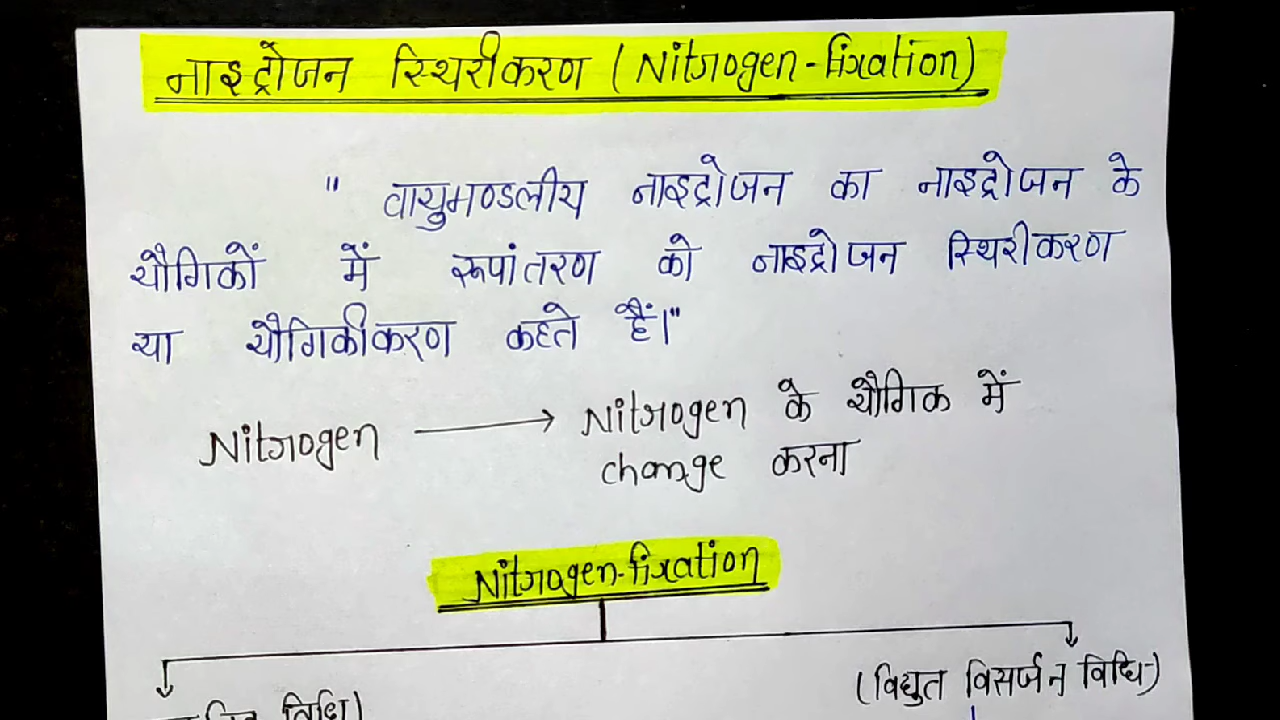 नाइट्रोजन स्थिरीकरण (Nitrogen-fixation)
" वायुमण्डलीय नाइट्रोजन का नाइट्रोजन के
यौगिकों में रूपांतरण को नाइट्रोजन स्थिरीकरण
या यौगिकीकरण कहते हैं।"
Nitrogen → Nitrogen के यौगिक में
change करना
Nitrogen-fixation
(विद्युत विसर्जन विधि)
विधि)